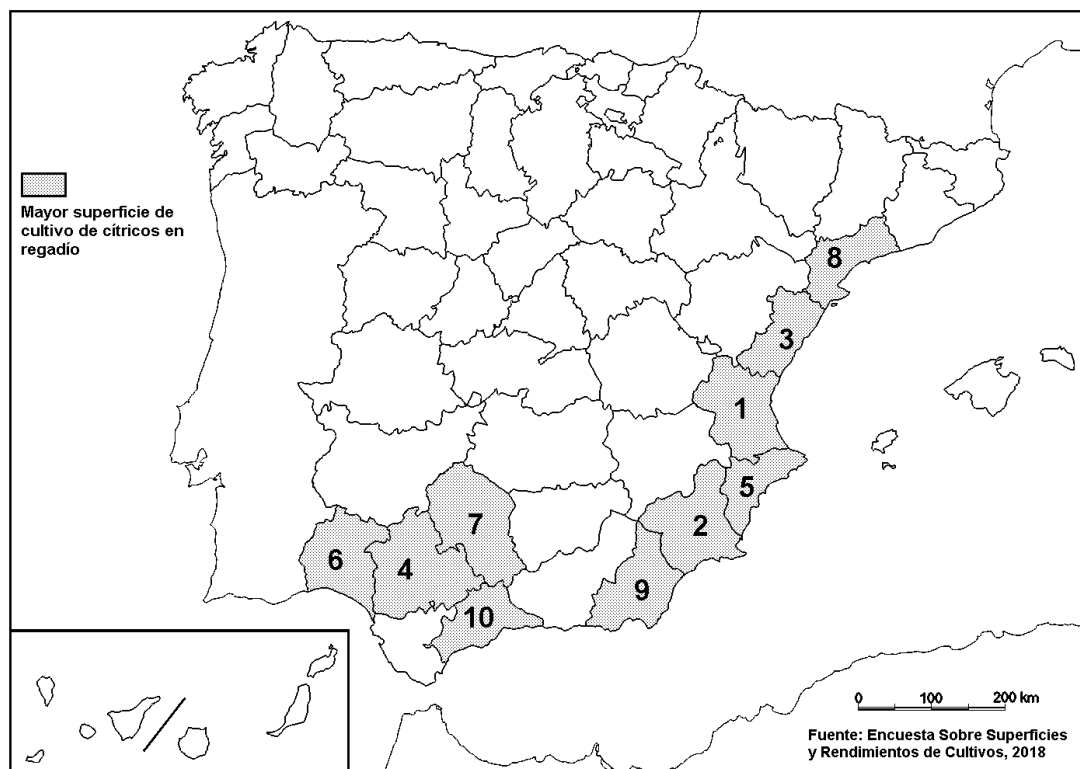 Mayor superficie de
cultivo de cítricos en
regadío
8
3
1
5
2
7
6
4
9
10
0 100 200 km
Fuente: Encuesta Sobre Superficies
y Rendimientos de Cultivos, 2018